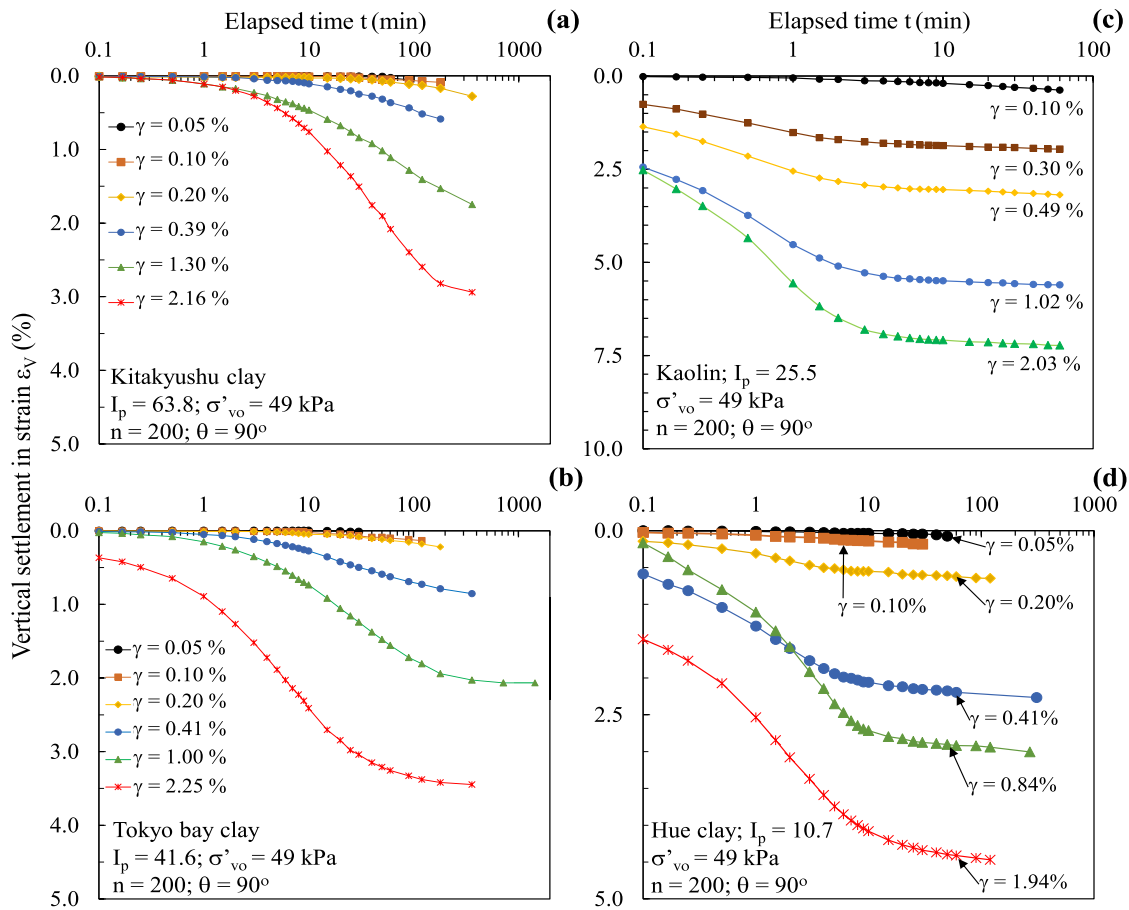 Elapsed time t (min)
(a)
0.1 1 10 100 1000
0.0
1.0
2.0
3.0
4.0
5.0
γ = 0.05 %
γ = 0.10 %
γ = 0.20 %
γ = 0.39 %
γ = 1.30 %
γ = 2.16 %
Kitakyushu clay
Iₚ = 63.8; σ'ᵥₒ = 49 kPa
n = 200; θ = 90ᵒ
Elapsed time t (min)
(c)
0.1 1 10 100
0.0
2.5
5.0
7.5
10.0
γ = 0.10 %
γ = 0.30 %
γ = 0.49 %
γ = 1.02 %
γ = 2.03 %
Kaolin; Iₚ = 25.5
σ'ᵥₒ = 49 kPa
n = 200; θ = 90ᵒ
Vertical settlement in strain εV (%)
(b)
0.1 1 10 100 1000
0.0
1.0
2.0
3.0
4.0
5.0
γ = 0.05 %
γ = 0.10 %
γ = 0.20 %
γ = 0.41 %
γ = 1.00 %
γ = 2.25 %
Tokyo bay clay
Iₚ = 41.6; σ'ᵥₒ = 49 kPa
n = 200; θ = 90ᵒ
(d)
0.1 1 10 100 1000
0.0
2.5
5.0
γ = 0.05%
γ = 0.10%
γ = 0.20%
γ = 0.41%
γ = 0.84%
γ = 1.94%
Hue clay; Iₚ = 10.7
σ'ᵥₒ = 49 kPa
n = 200; θ = 90ᵒ